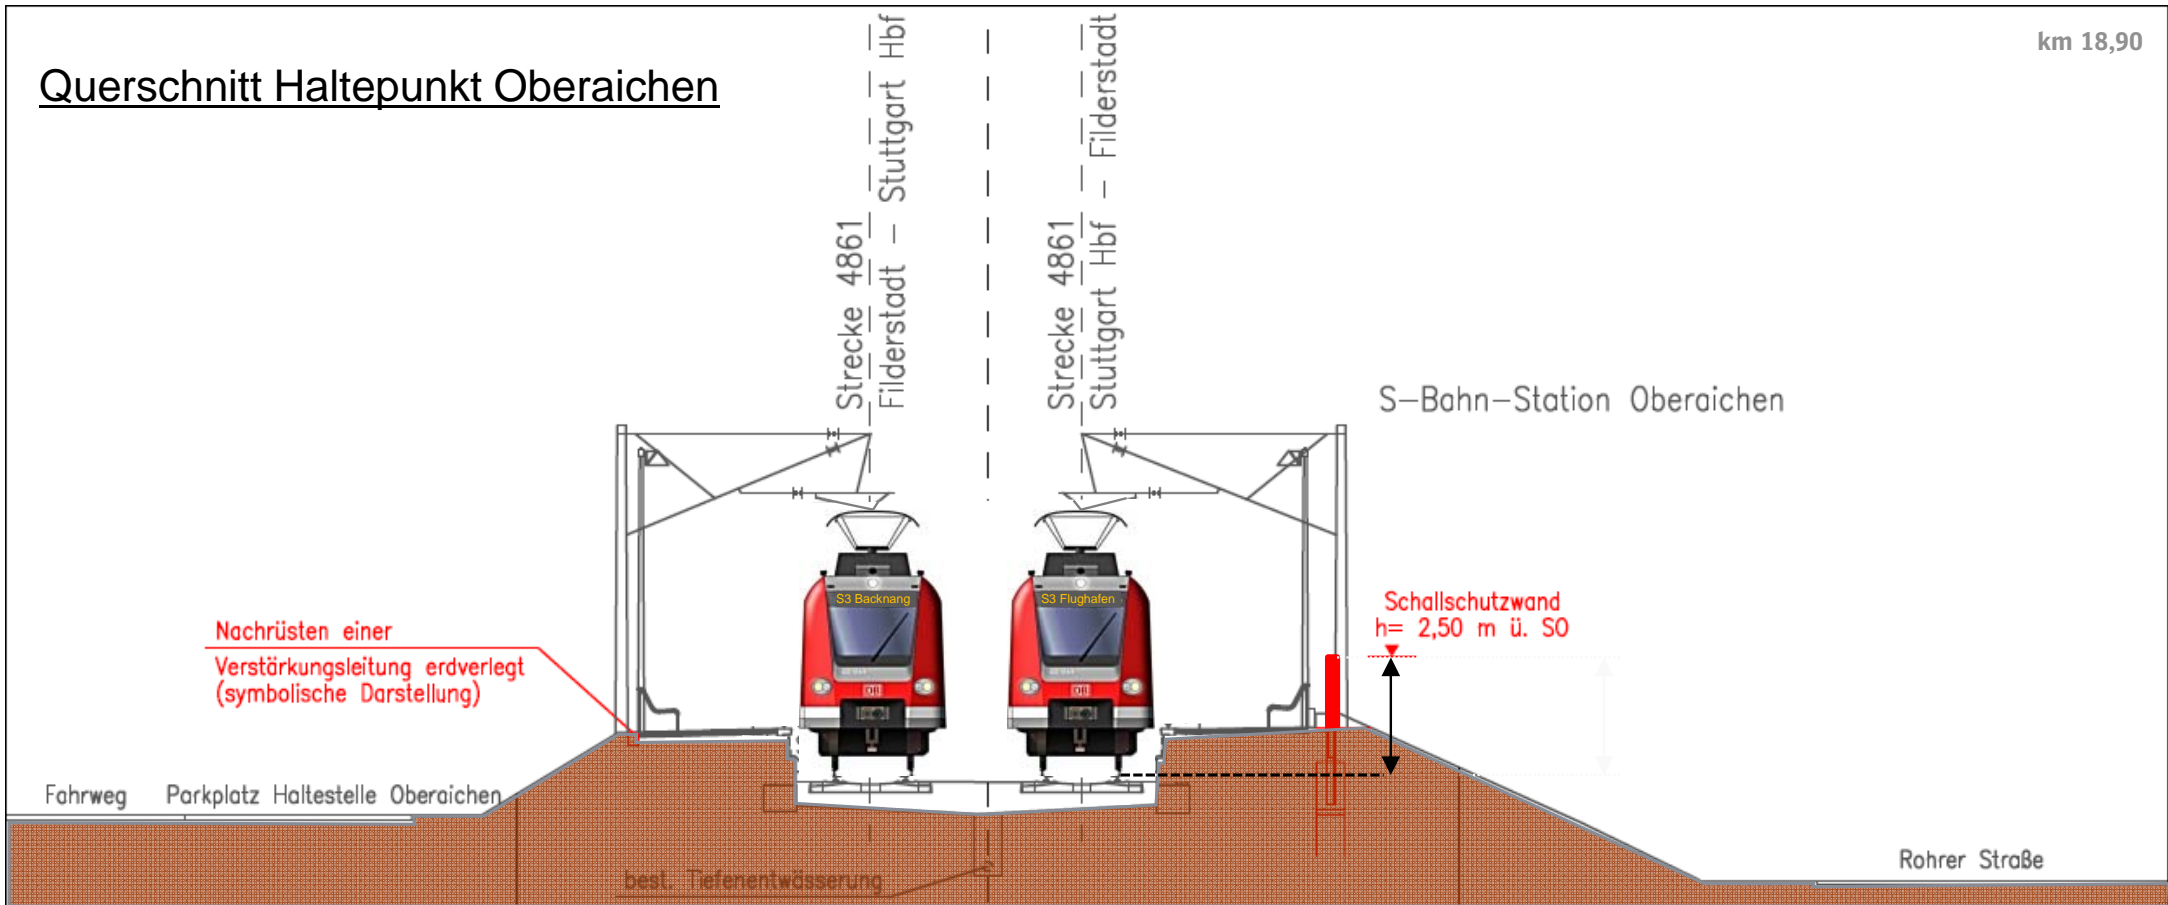 km 18,90
Querschnitt Haltepunkt Oberaichen
Strecke 4861
Filderstadt – Stuttgart Hbf
Strecke 4861
Stuttgart Hbf – Filderstadt
S-Bahn-Station Oberaichen
S3 Backnang
S3 Flughafen
DB
DB
Schallschutzwand
h= 2,50 m ü. SO
Nachrüsten einer
Verstärkungsleitung erdverlegt
(symbolische Darstellung)
Fahrweg
Parkplatz Haltestelle Oberaichen
Rohrer Straße
best. Tiefenentwässerung